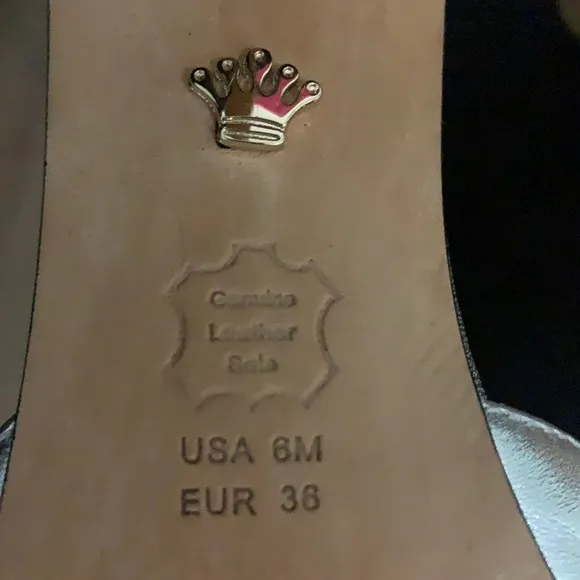 Genuine
Leather
Sole
USA 6M
EUR 36